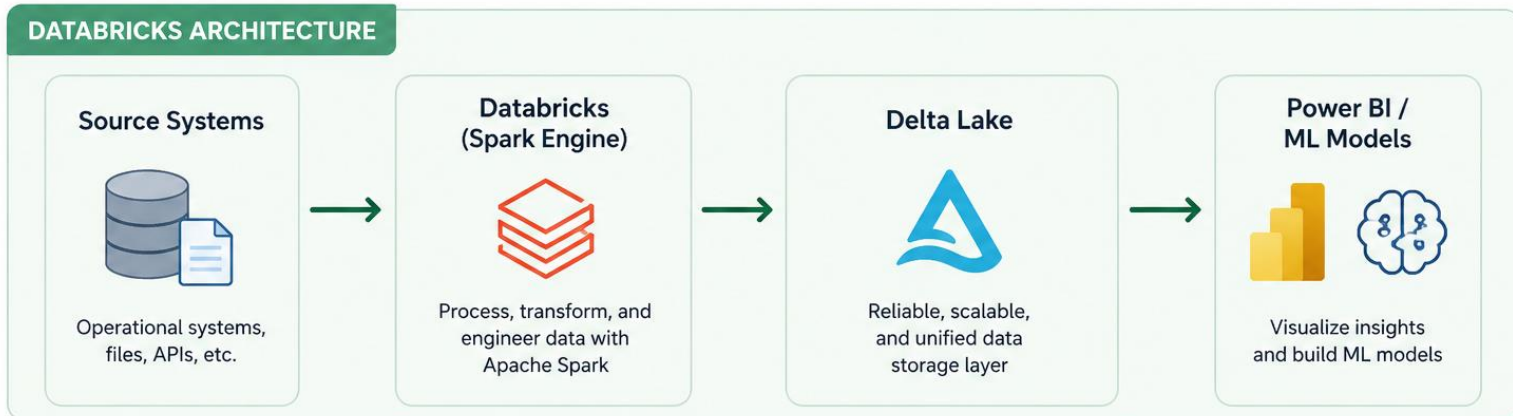 DATABRICKS ARCHITECTURE
Source Systems
Operational systems,
files, APIs, etc.
Databricks
(Spark Engine)
Process, transform, and
engineer data with
Apache Spark
Delta Lake
Reliable, scalable,
and unified data
storage layer
Power BI /
ML Models
Visualize insights
and build ML models